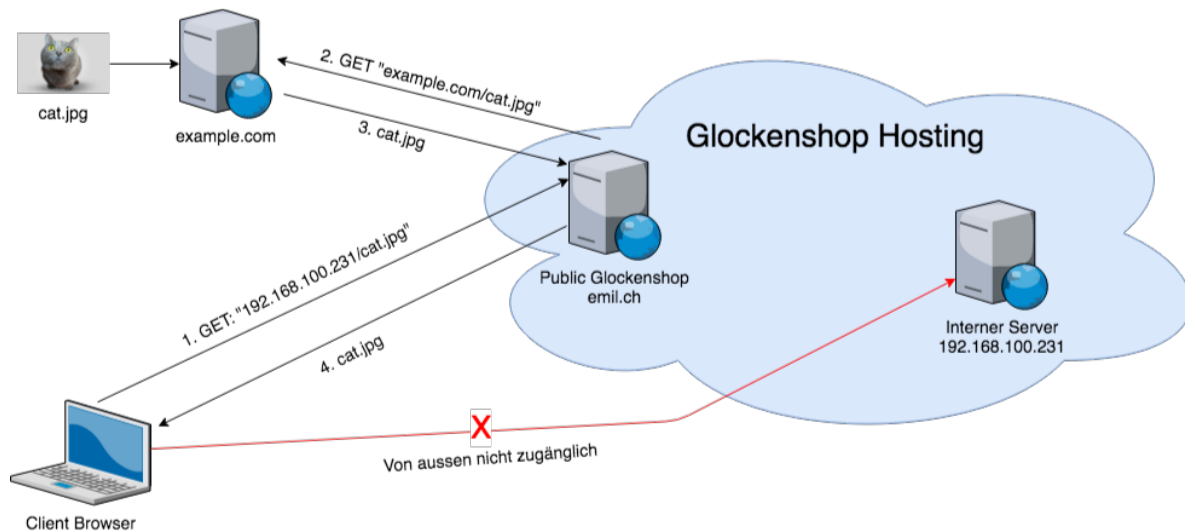 cat.jpg
example.com
2. GET "example.com/cat.jpg"
3. cat.jpg
Glockenshop Hosting
Public Glockenshop
emil.ch
Interner Server
192.168.100.231
1. GET: "192.168.100.231/cat.jpg"
4. cat.jpg
X
Von aussen nicht zugänglich
Client Browser